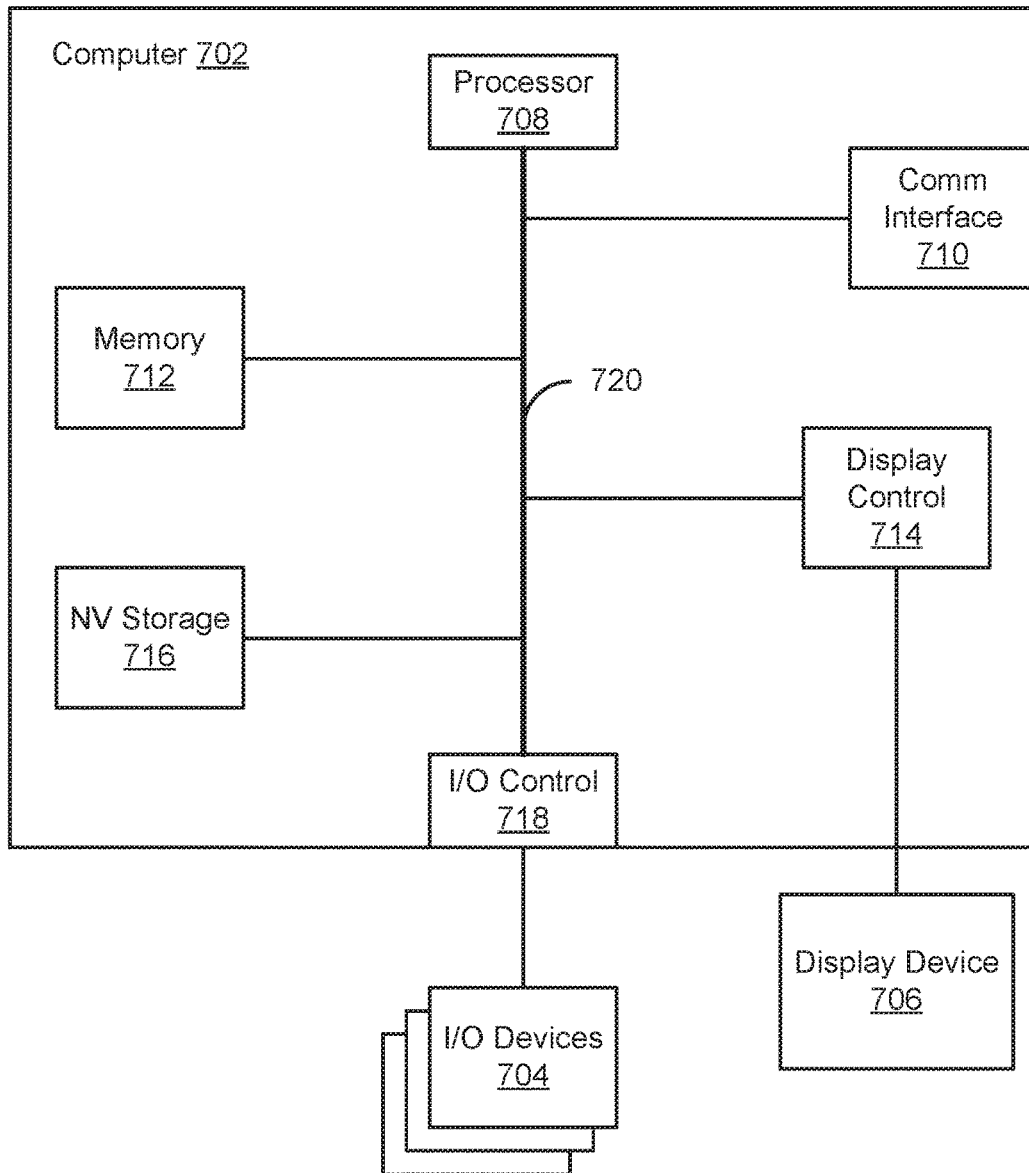 Computer 702
Processor
708
Comm
Interface
710
Memory
712
720
Display
Control
714
NV Storage
716
I/O Control
718
Display Device
706
I/O Devices
704